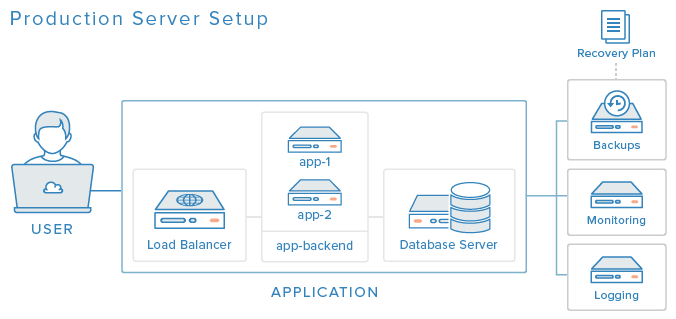 Production Server Setup
Recovery Plan
Backups
app-1
app-2
Load Balancer
app-backend
Database Server
Monitoring
Logging
USER
APPLICATION